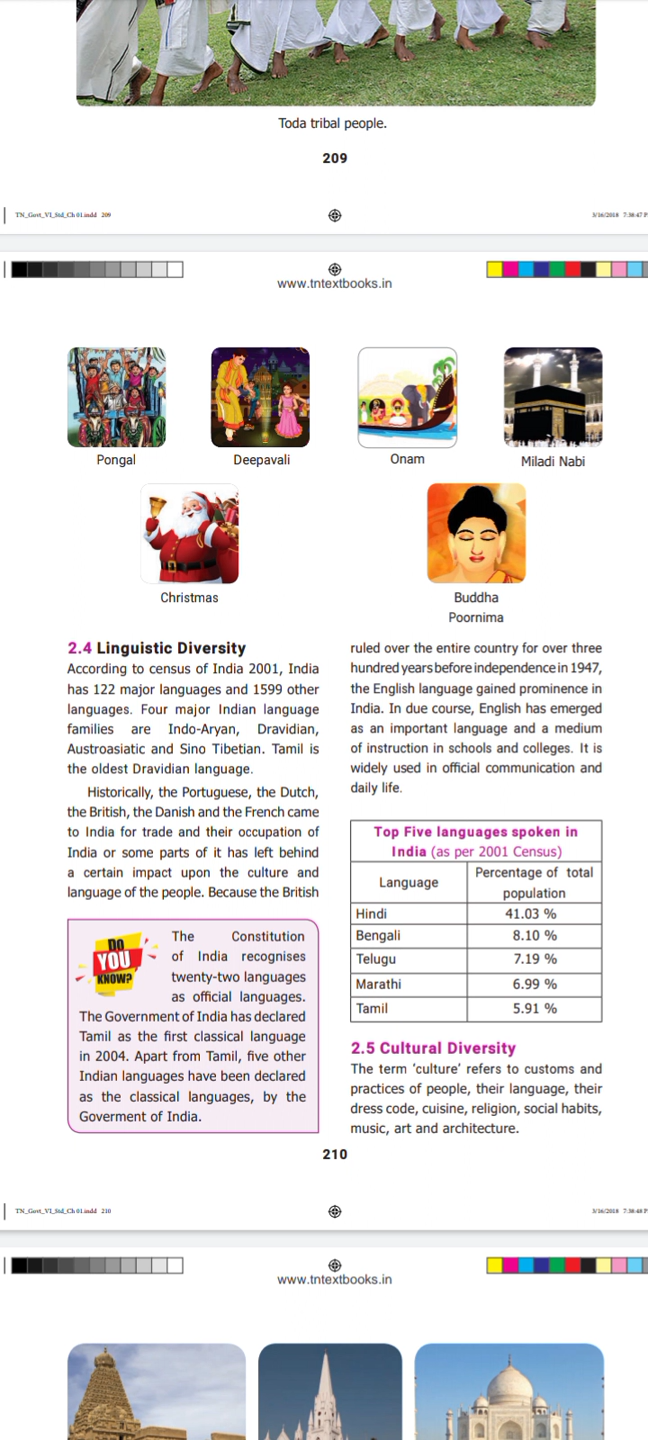 Toda tribal people.
209
TN_Govt_VI_Std_Ch 01.indd 209
3/16/2018 7:38:47 P
www.tntextbooks.in
Pongal
Deepavali
Onam
Miladi Nabi
Christmas
Buddha
Poornima
2.4 Linguistic Diversity
According to census of India 2001, India
has 122 major languages and 1599 other
languages. Four major Indian language
families are Indo-Aryan, Dravidian,
Austroasiatic and Sino Tibetian. Tamil is
the oldest Dravidian language.
Historically, the Portuguese, the Dutch,
the British, the Danish and the French came
to India for trade and their occupation of
India or some parts of it has left behind
a certain impact upon the culture and
language of the people. Because the British
DO
YOU
KNOW?
The Constitution
of India recognises
twenty-two languages
as official languages.
The Government of India has declared
Tamil as the first classical language
in 2004. Apart from Tamil, five other
Indian languages have been declared
as the classical languages, by the
Goverment of India.
ruled over the entire country for over three
hundred years before independence in 1947,
the English language gained prominence in
India. In due course, English has emerged
as an important language and a medium
of instruction in schools and colleges. It is
widely used in official communication and
daily life.
Top Five languages spoken in
India (as per 2001 Census)
Language
Percentage of total
population
Hindi 41.03 %
Bengali 8.10 %
Telugu 7.19 %
Marathi 6.99 %
Tamil 5.91 %
2.5 Cultural Diversity
The term 'culture' refers to customs and
practices of people, their language, their
dress code, cuisine, religion, social habits,
music, art and architecture.
210
TN_Govt_VI_Std_Ch 01.indd 210
3/16/2018 7:38:48 P
www.tntextbooks.in